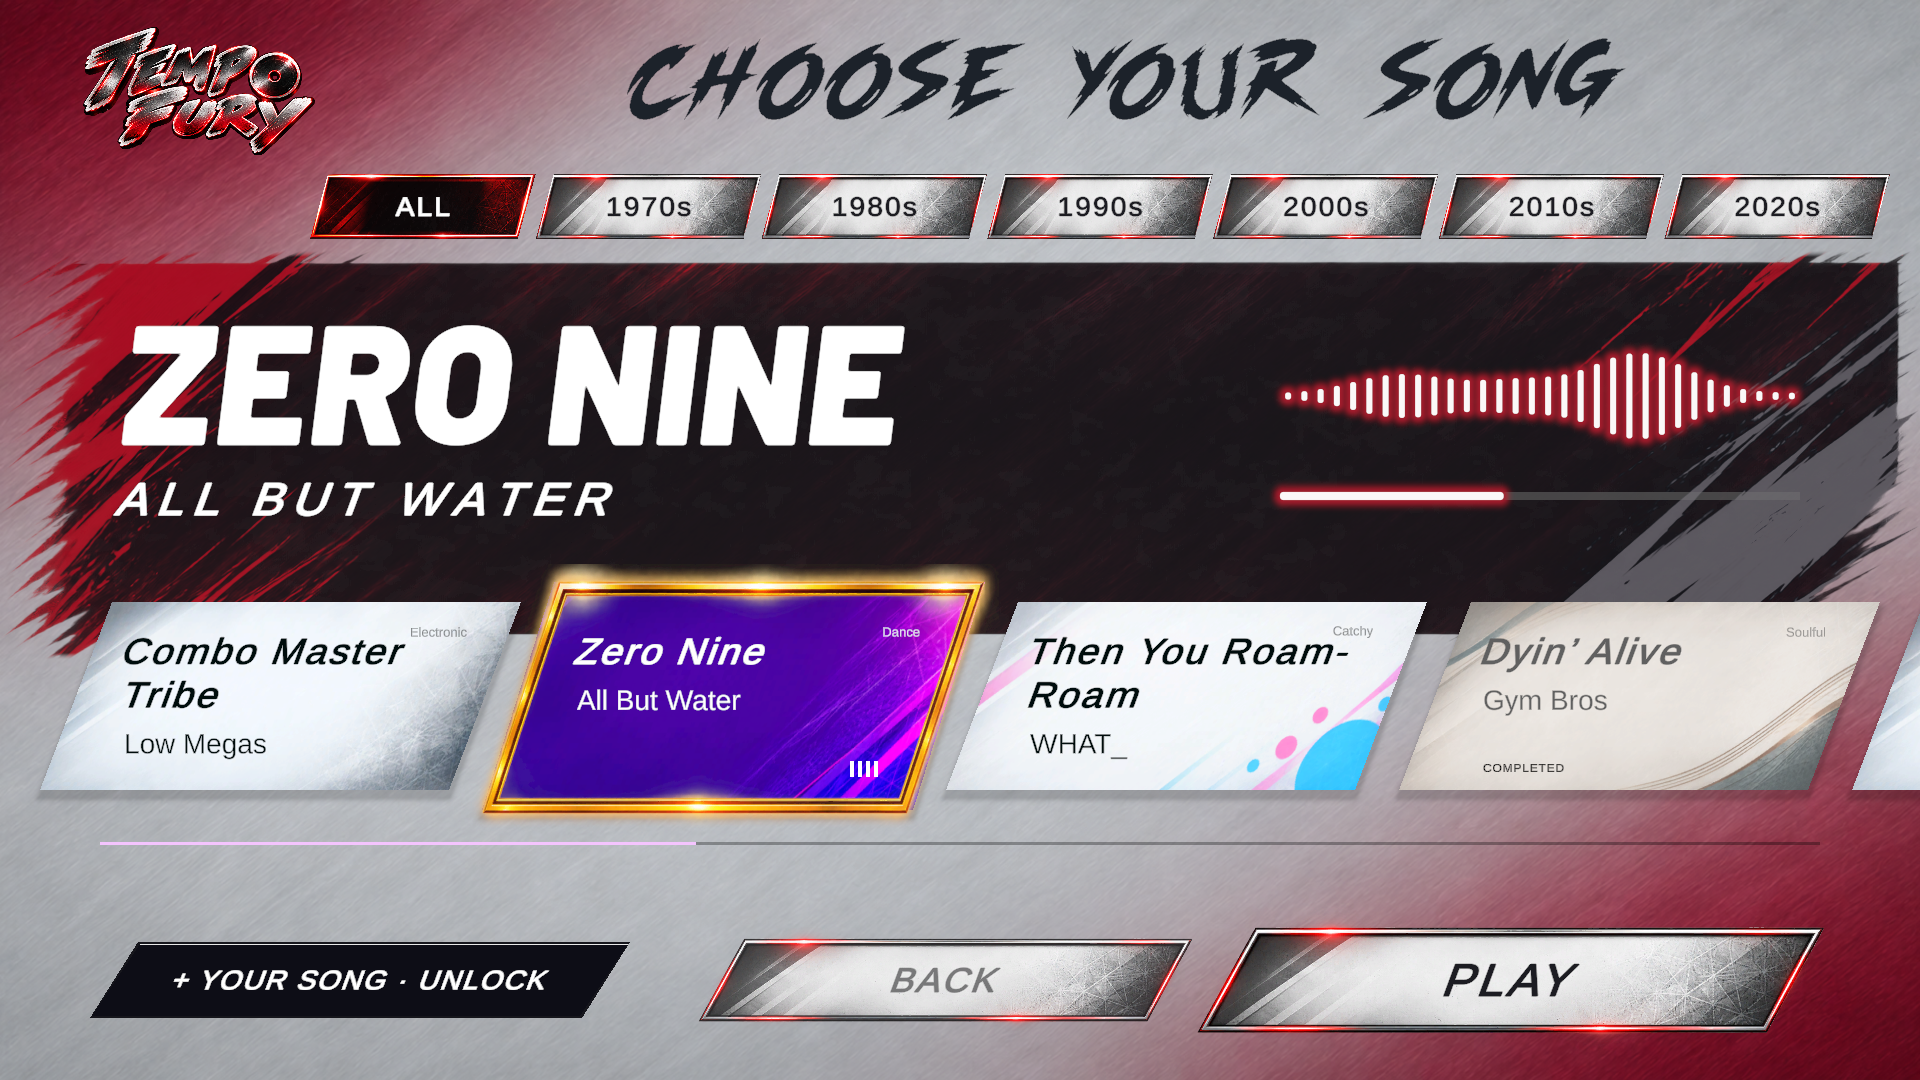 TEMPO
FURY
CHOOSE YOUR SONG
ALL
1970s
1980s
1990s
2000s
2010s
2020s
ZERO NINE
ALL BUT WATER
Combo Master
Tribe
Electronic
Low Megas
Zero Nine
Dance
All But Water
Then You Roam-
Roam
Catchy
WHAT_
Dyin’ Alive
Soulful
Gym Bros
COMPLETED
+ YOUR SONG · UNLOCK
BACK
PLAY